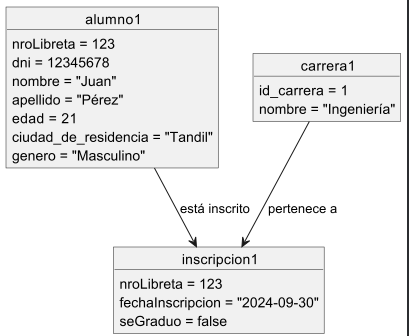 alumno1
nroLibreta = 123
dni = 12345678
nombre = "Juan"
apellido = "Pérez"
edad = 21
ciudad_de_residencia = "Tandil"
genero = "Masculino"
carrera1
id_carrera = 1
nombre = "Ingeniería"
está inscrito
pertenece a
inscripcion1
nroLibreta = 123
fechaInscripcion = "2024-09-30"
seGraduo = false